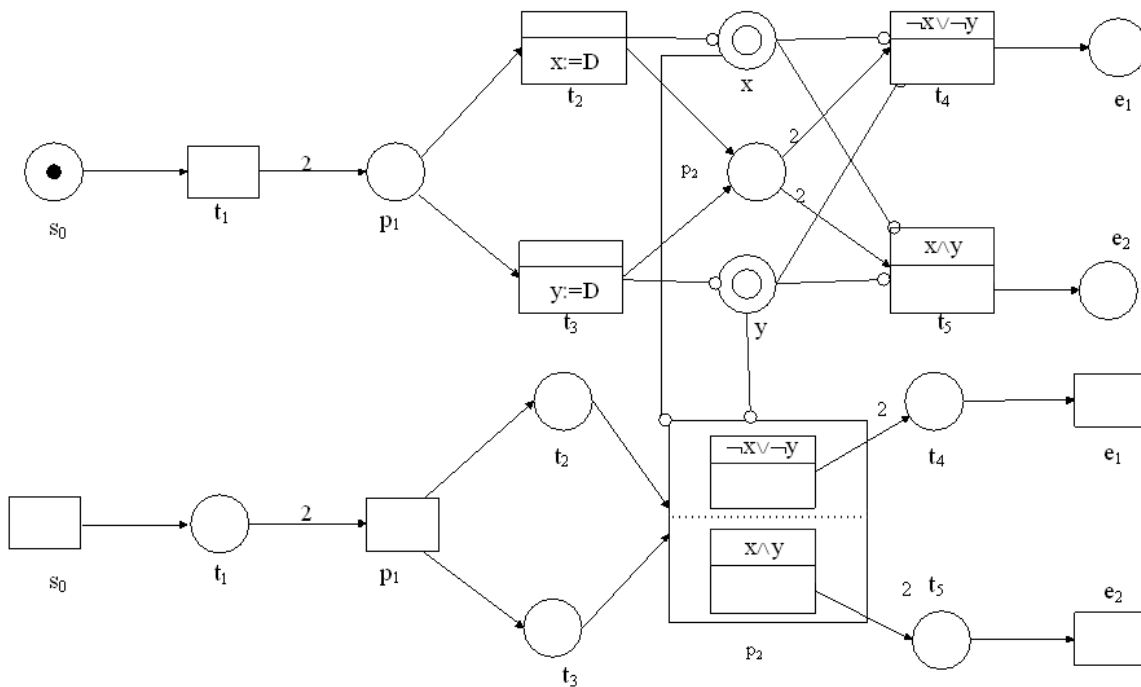 ¬x∨¬y
x:=D
x
t₂
t₄
e₁
2
2
p₂
2
s₀
t₁
p₁
x∧y
e₂
y:=D
t₃
y
t₅
¬x∨¬y
2
t₂
t₄
e₁
2
s₀
t₁
p₁
x∧y
2
t₅
e₂
t₃
p₂